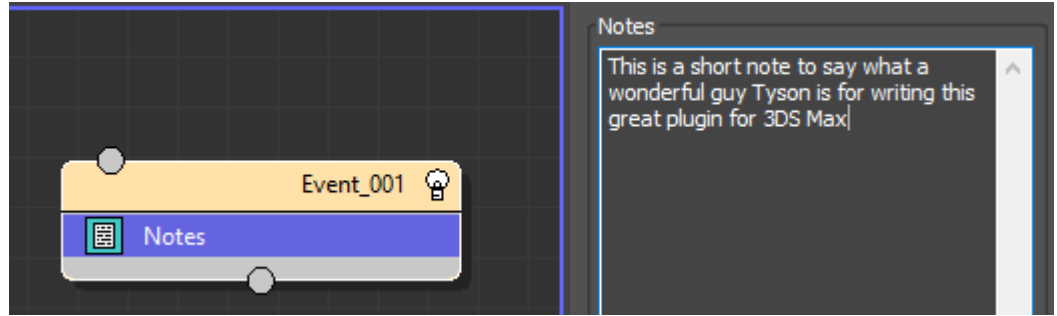 Event_001
Notes
Notes
This is a short note to say what a
wonderful guy Tyson is for writing this
great plugin for 3DS Max